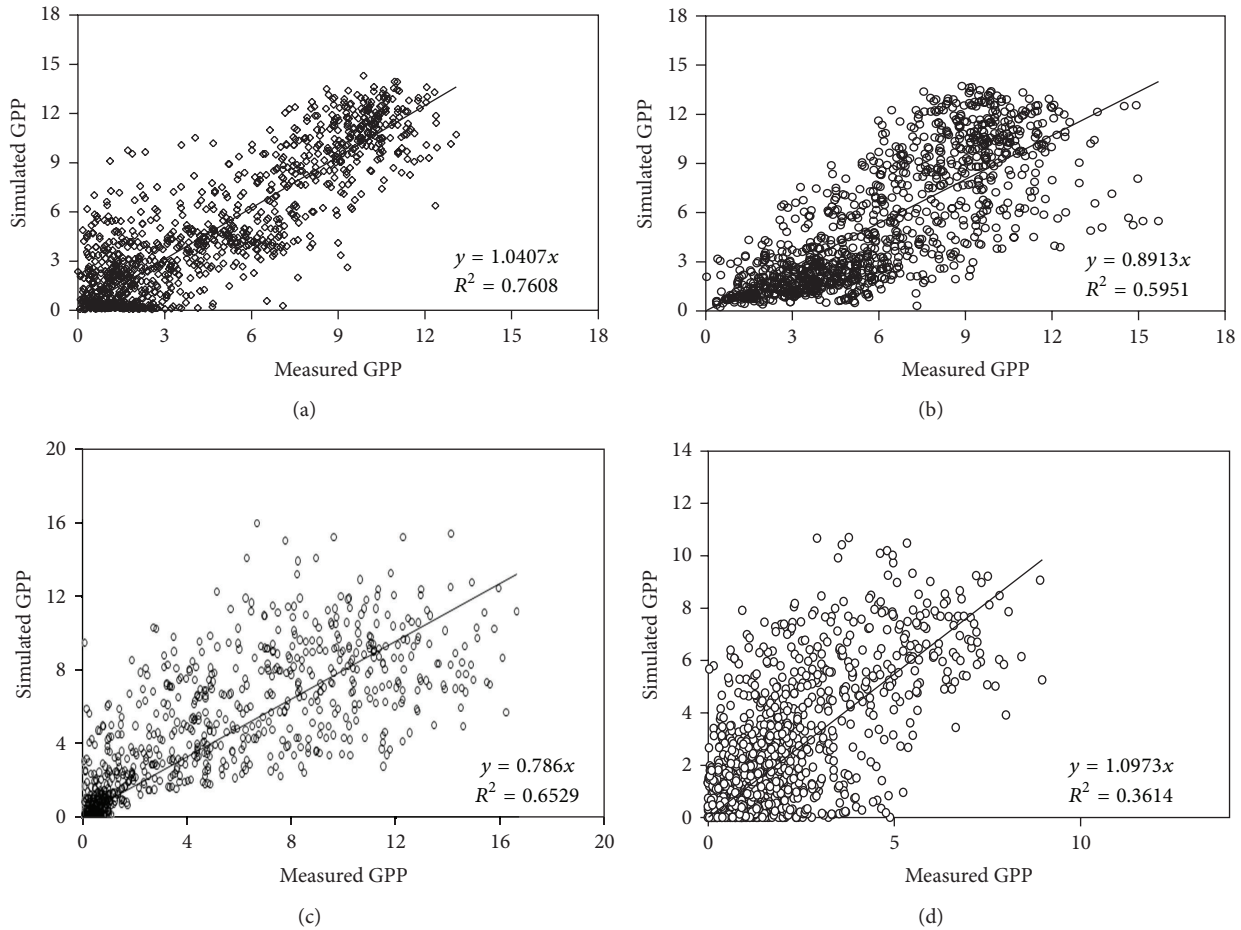 18
15
12
9
6
3
0
Simulated GPP
0 3 6 9 12 15 18
Measured GPP
y = 1.0407x
R² = 0.7608
(a)
18
15
12
9
6
3
0
Simulated GPP
0 3 6 9 12 15 18
Measured GPP
y = 0.8913x
R² = 0.5951
(b)
20
16
12
8
4
0
Simulated GPP
0 4 8 12 16 20
Measured GPP
y = 0.786x
R² = 0.6529
(c)
14
12
10
8
6
4
2
0
Simulated GPP
0 5 10
Measured GPP
y = 1.0973x
R² = 0.3614
(d)